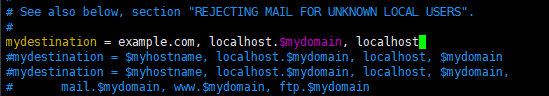 #
# See also below, section "REJECTING MAIL FOR UNKNOWN LOCAL USERS".
#
mydestination = example.com, localhost.$mydomain, localhost
#mydestination = $myhostname, localhost.$mydomain, localhost, $mydomain
#mydestination = $myhostname, localhost.$mydomain, localhost, $mydomain,
#       mail.$mydomain, www.$mydomain, ftp.$mydomain